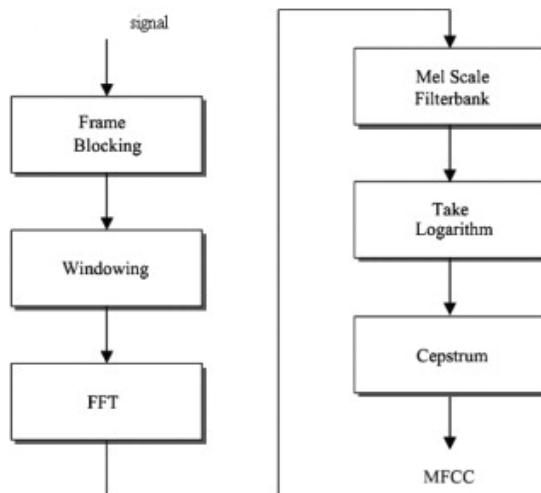 signal
Frame
Blocking
Windowing
FFT
Mel Scale
Filterbank
Take
Logarithm
Cepstrum
MFCC